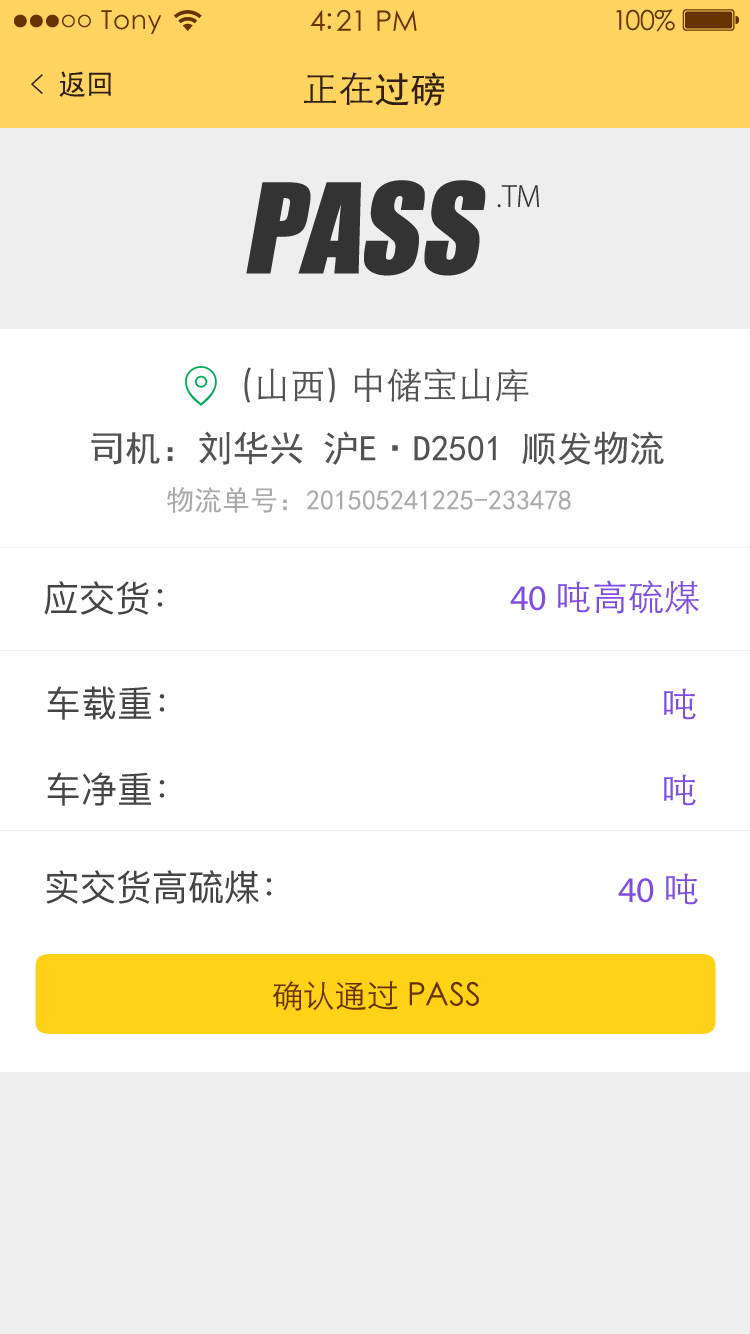 Tony 4:21 PM 100%
返回 正在过磅
PASS .TM
(山西) 中储宝山库
司机：刘华兴 沪E·D2501 顺发物流
物流单号：201505241225-233478
应交货： 40 吨高硫煤
车载重： 吨
车净重： 吨
实交货高硫煤： 40 吨
确认通过 PASS